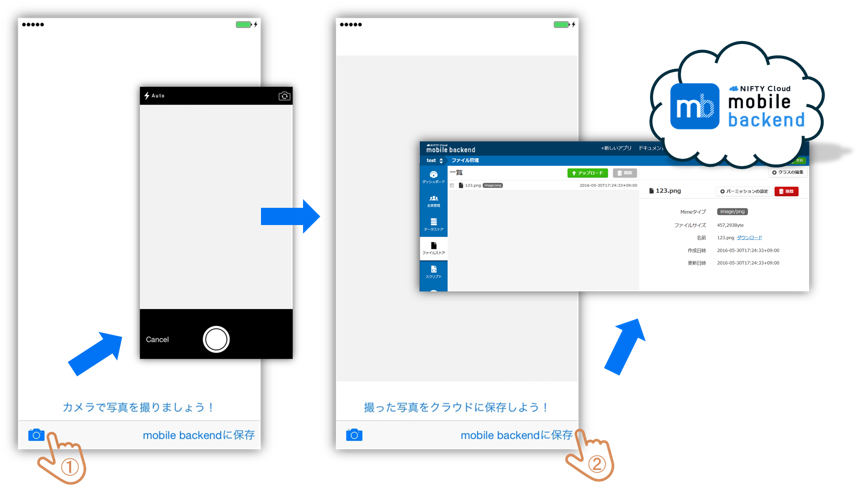 Auto
Cancel
カメラで写真を撮りましょう！
mobile backendに保存
①
撮った写真をクラウドに保存しよう！
mobile backendに保存
②
NIFTY Cloud
mobile
backend
mb
NIFTY Cloud
mobile backend
+新しいアプリ
test
ファイル管理
ダッシュボード
会員管理
データストア
ファイルストア
スクリプト
一覧
アップロード
削除
123.png image/png 2016-05-30T17:24:33+09:00
クラスの編集
123.png
パーミッションの設定
削除
Mimeタイプ image/png
ファイルサイズ 457,293Byte
名前 123.png ダウンロード
作成日時 2016-05-30T17:24:33+09:00
更新日時 2016-05-30T17:24:33+09:00